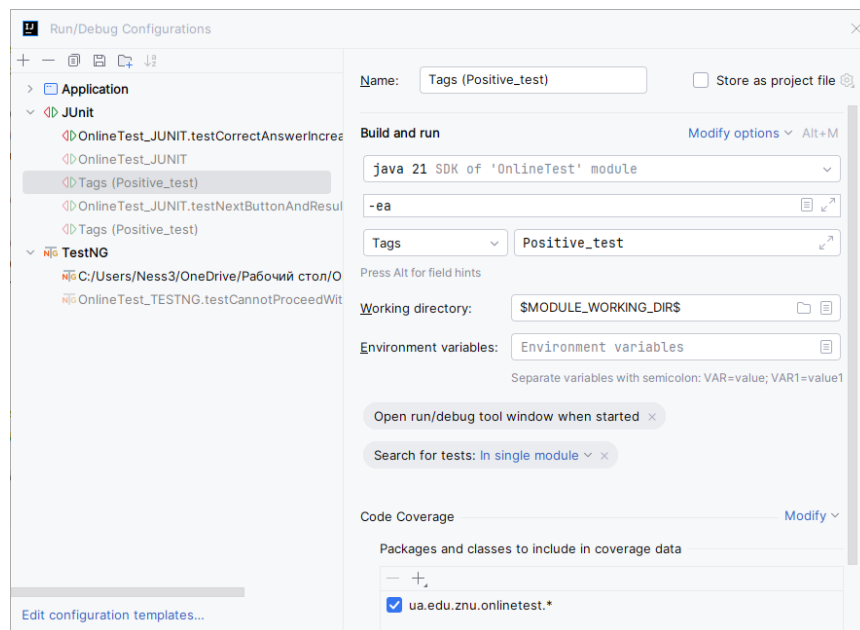 Run/Debug Configurations
Application
JUnit
OnlineTest_JUNIT.testCorrectAnswerIncrea
OnlineTest_JUNIT
Tags (Positive_test)
OnlineTest_JUNIT.testNextButtonAndResul
Tags (Positive_test)
TestNG
C:/Users/Ness3/OneDrive/Рабочий стол/O
OnlineTest_TESTNG.testCannotProceedWit
Edit configuration templates...
Name: Tags (Positive_test) Store as project file
Build and run Modify options Alt+M
java 21 SDK of 'OnlineTest' module
-ea
Tags Positive_test
Press Alt for field hints
Working directory: $MODULE_WORKING_DIR$
Environment variables: Environment variables
Separate variables with semicolon: VAR=value; VAR1=value1
Open run/debug tool window when started ×
Search for tests: In single module ×
Code Coverage Modify
Packages and classes to include in coverage data
ua.edu.znu.onlinetest.*